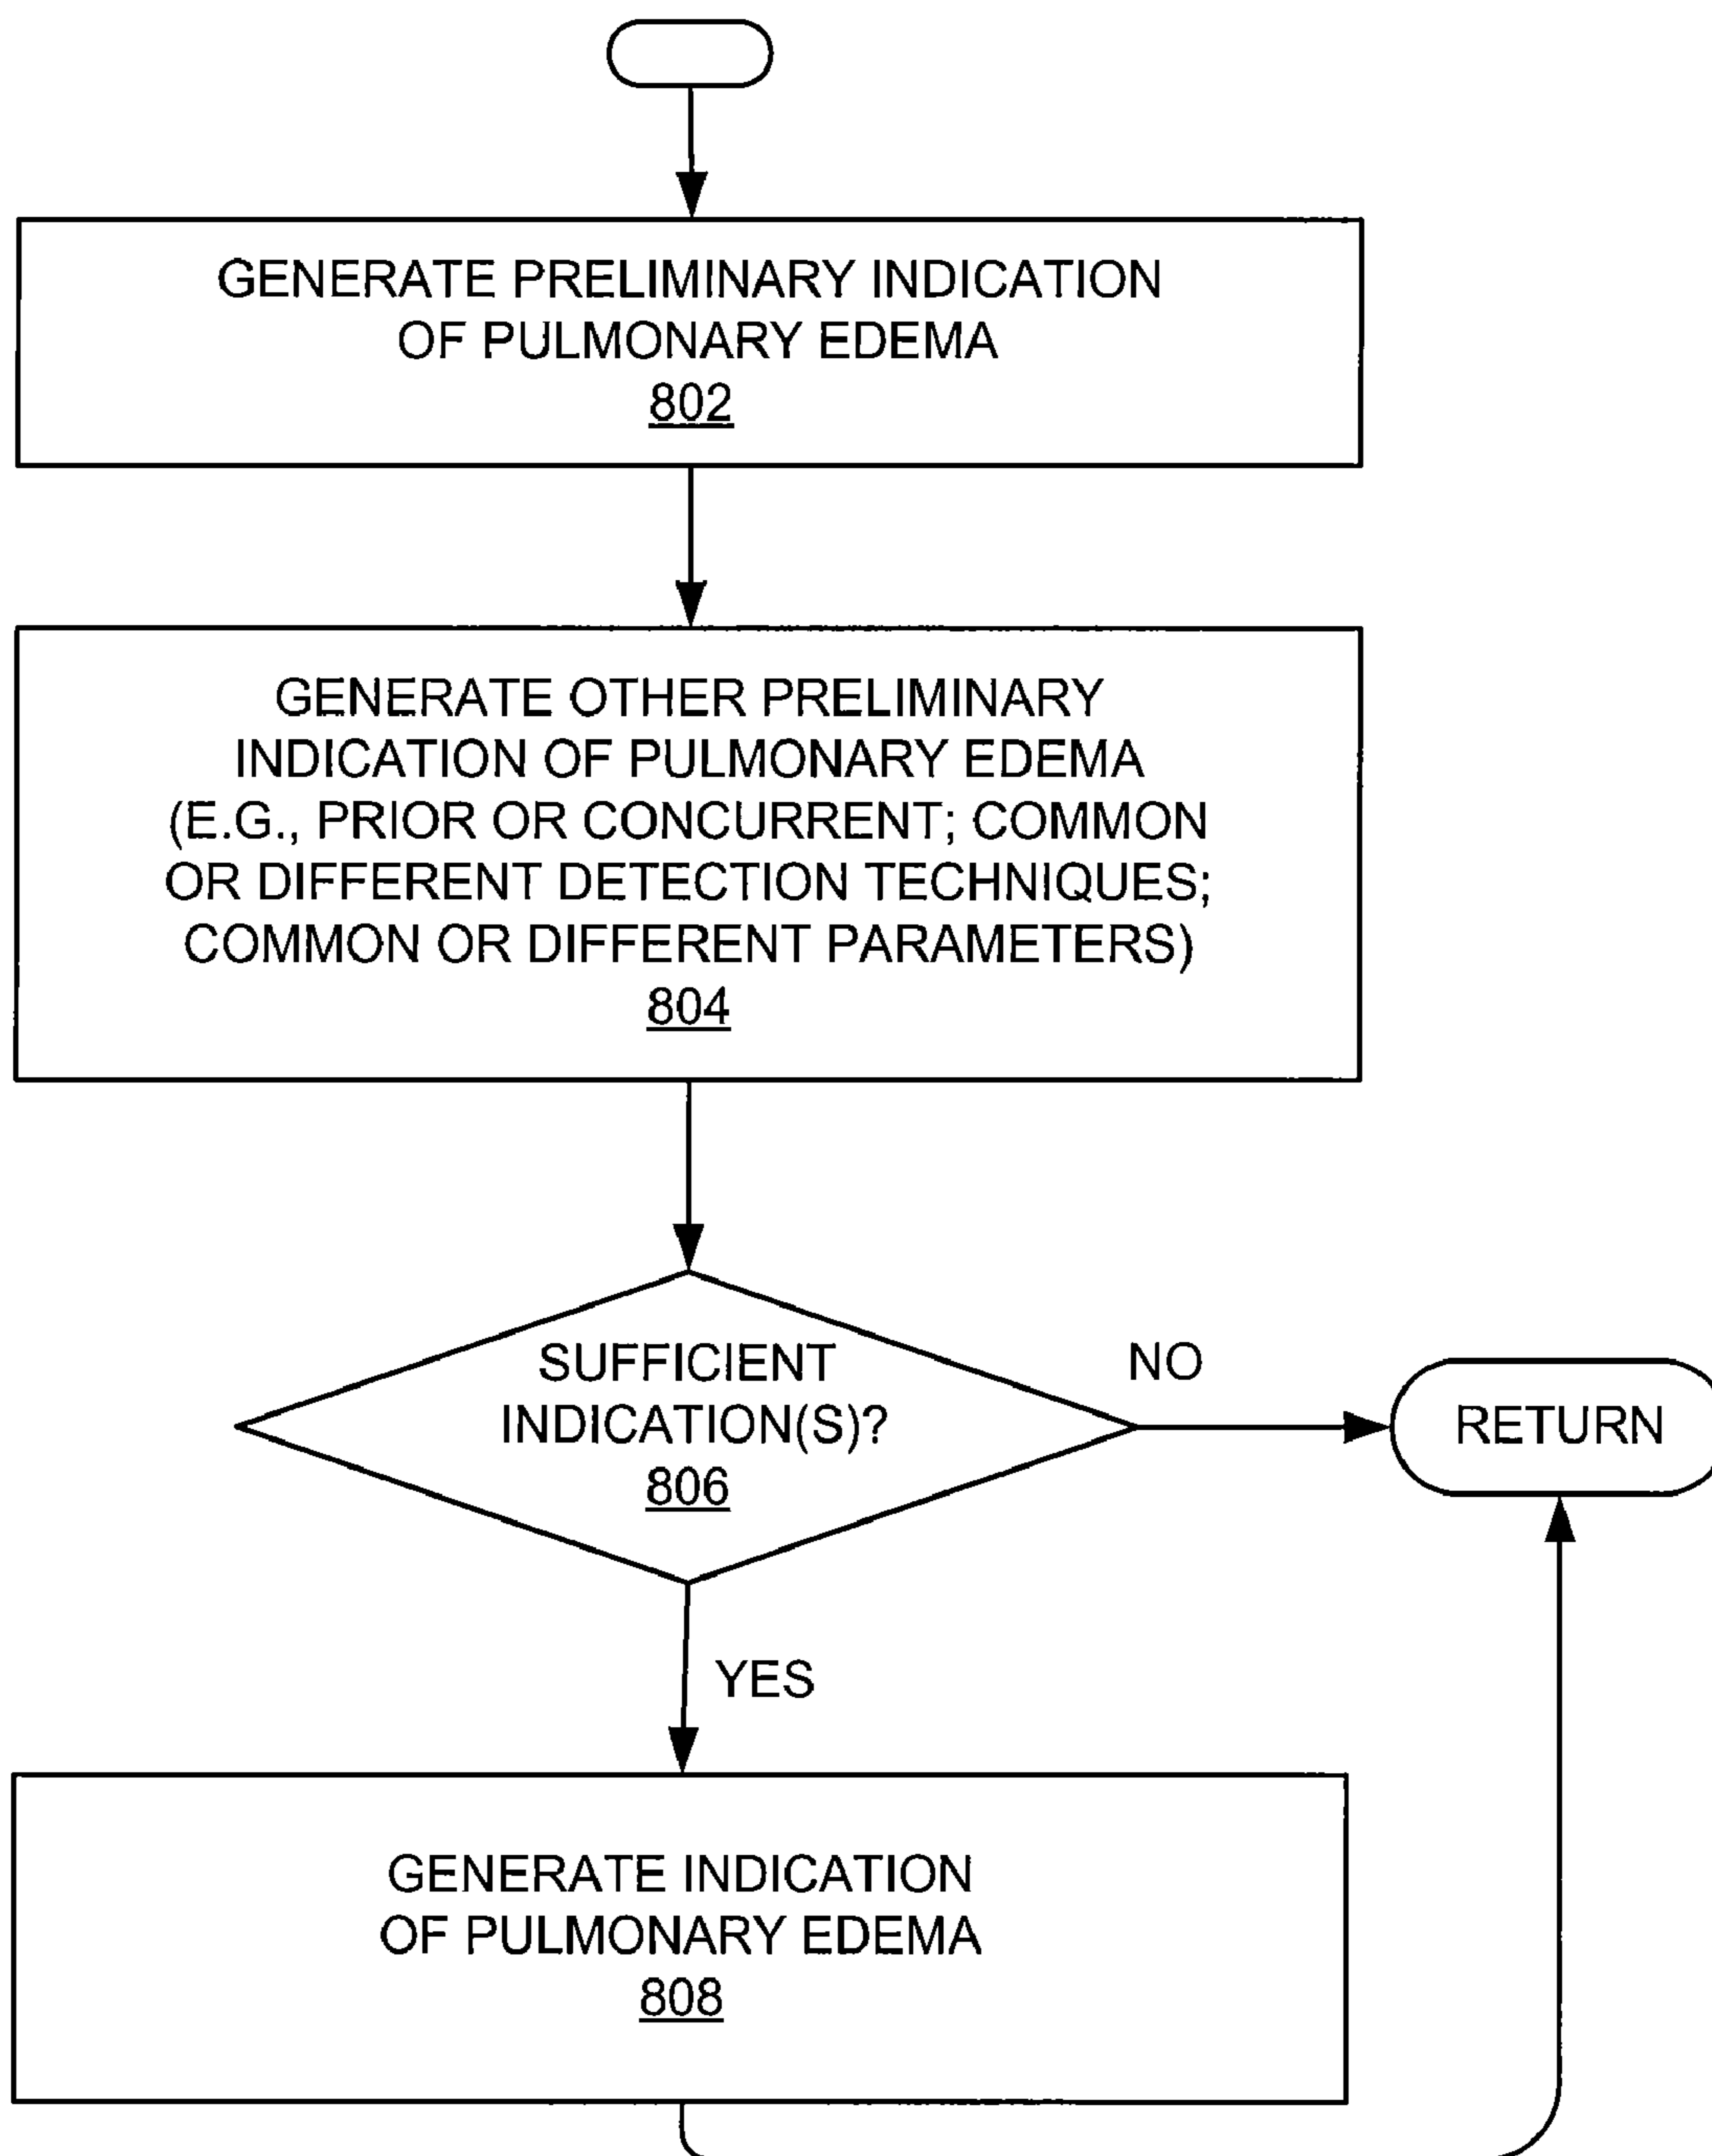 GENERATE PRELIMINARY INDICATION
OF PULMONARY EDEMA
802
GENERATE OTHER PRELIMINARY
INDICATION OF PULMONARY EDEMA
(E.G., PRIOR OR CONCURRENT; COMMON
OR DIFFERENT DETECTION TECHNIQUES;
COMMON OR DIFFERENT PARAMETERS)
804
SUFFICIENT
INDICATION(S)?
806
NO
RETURN
YES
GENERATE INDICATION
OF PULMONARY EDEMA
808